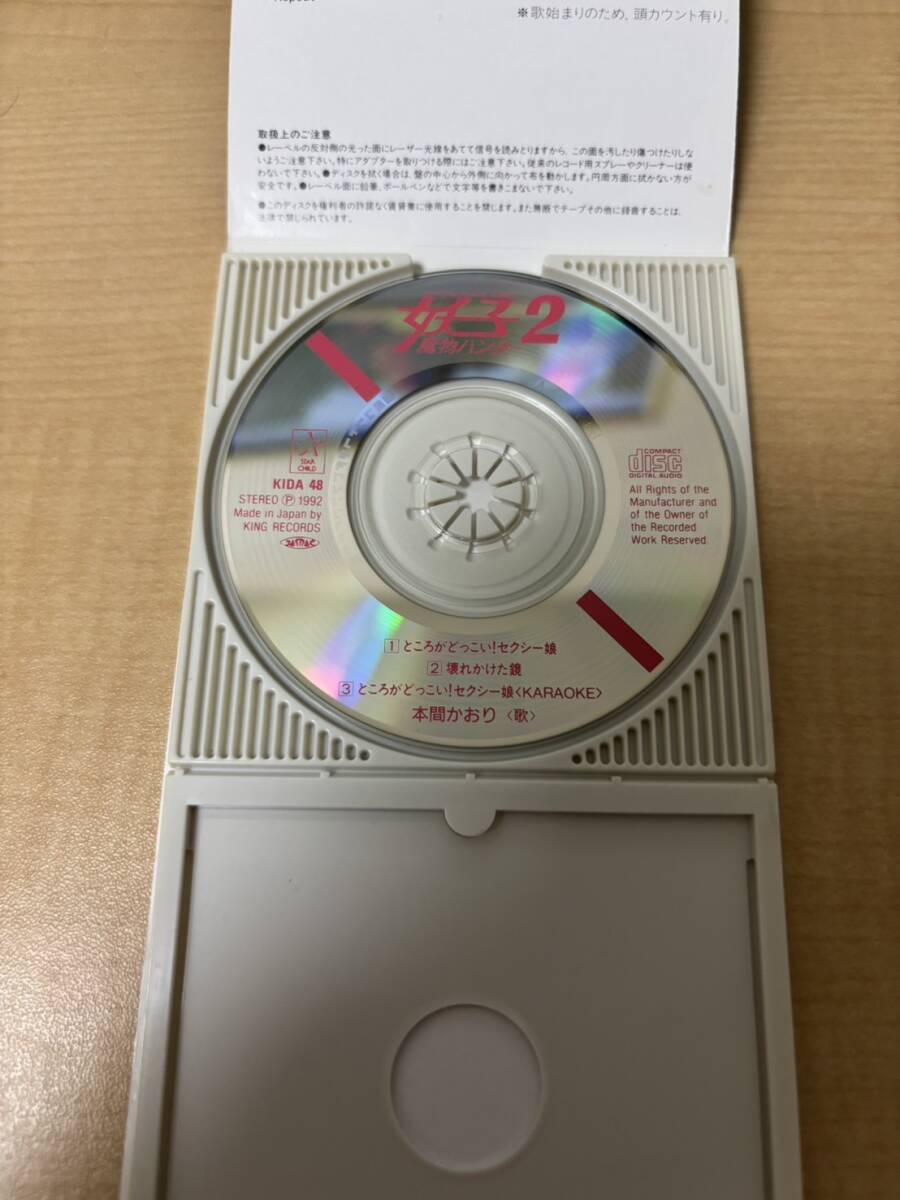 Repeat
※歌始まりのため、頭カウント有り。
取扱上のご注意
●レーベルの反対側の光った面にレーザー光線をあてて信号を読みとりますから、この面を汚したり傷つけたりしな
いようご注意下さい。特にアダプターを取りつける際にはご注意下さい。従来のレコード用スプレーやクリーナーは使
わないで下さい。●ディスクを拭く場合は、盤の中心から外側に向かって布を動かします。円周方面に拭かない方が
安全です。●レーベル面に鉛筆、ボールペンなどで文字等を書きこまないで下さい。
●このディスクを権利者の許諾なく賃貸業に使用することを禁じます。また無断でテープその他に録音することは、
法律で禁じられています。
妖子2
魔物ハンター
STAR
CHILD
KIDA 48
STEREO Ⓟ 1992
Made in Japan by
KING RECORDS
JASRAC
COMPACT
disc
DIGITAL AUDIO
All Rights of the
Manufacturer and
of the Owner of
the Recorded
Work Reserved.
1 ところがどっこい!セクシー娘
2 壊れかけた鏡
3 ところがどっこい!セクシー娘〈KARAOKE〉
本間かおり〈歌〉